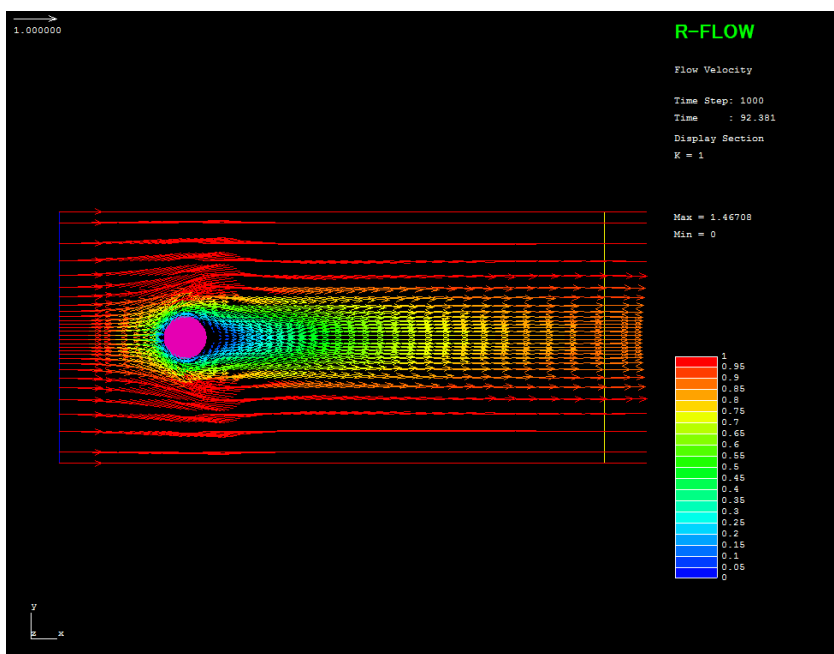 1.000000
R-FLOW
Flow Velocity
Time Step: 1000
Time : 92.381
Display Section
K = 1
Max = 1.46708
Min = 0
1
0.95
0.9
0.85
0.8
0.75
0.7
0.65
0.6
0.55
0.5
0.45
0.4
0.35
0.3
0.25
0.2
0.15
0.1
0.05
0
y
z x